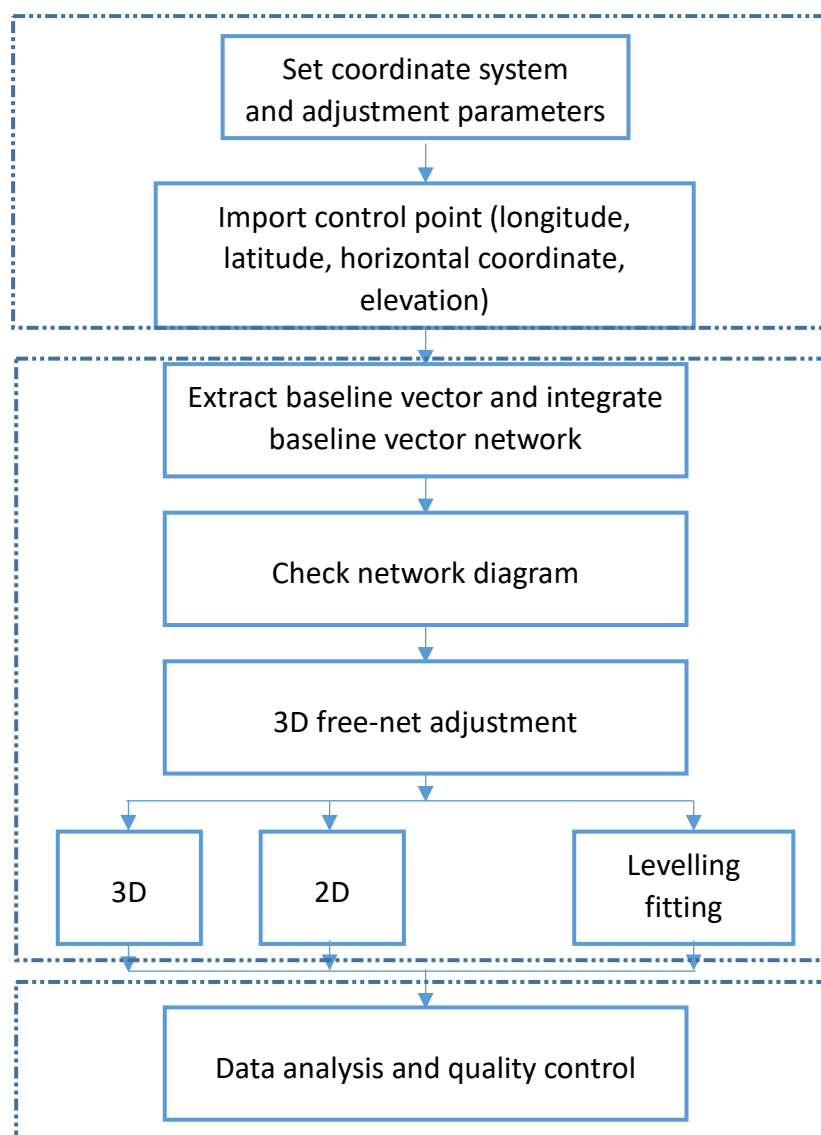 Set coordinate system
and adjustment parameters
Import control point (longitude,
latitude, horizontal coordinate,
elevation)
Extract baseline vector and integrate
baseline vector network
Check network diagram
3D free-net adjustment
3D
2D
Levelling
fitting
Data analysis and quality control